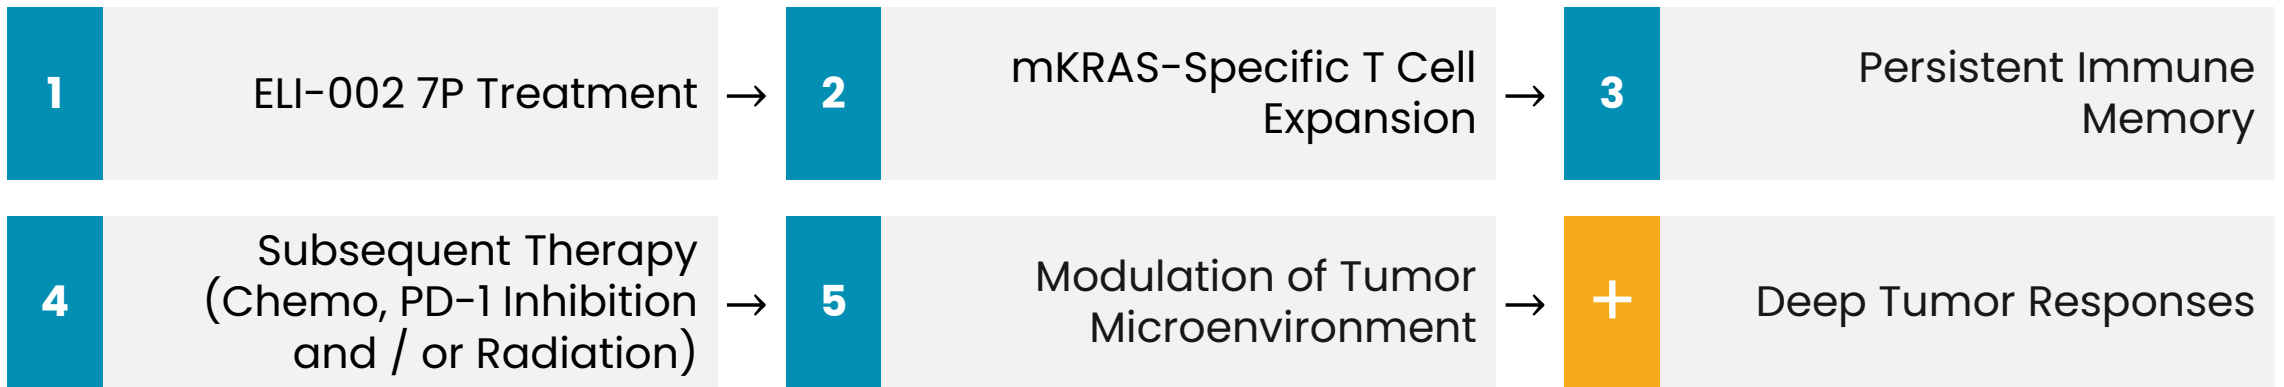 1
ELI-002 7P Treatment
→
2
mKRAS-Specific T Cell
Expansion
→
3
Persistent Immune
Memory
4
Subsequent Therapy
(Chemo, PD-1 Inhibition
and / or Radiation)
→
5
Modulation of Tumor
Microenvironment
→
+
Deep Tumor Responses